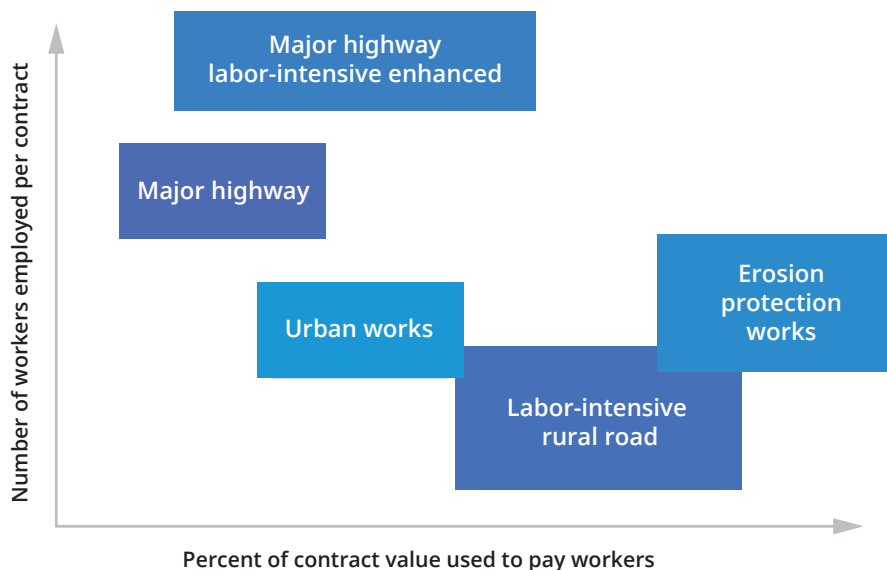 Number of workers employed per contract
Major highway
labor-intensive enhanced
Major highway
Urban works
Erosion
protection
works
Labor-intensive
rural road
Percent of contract value used to pay workers